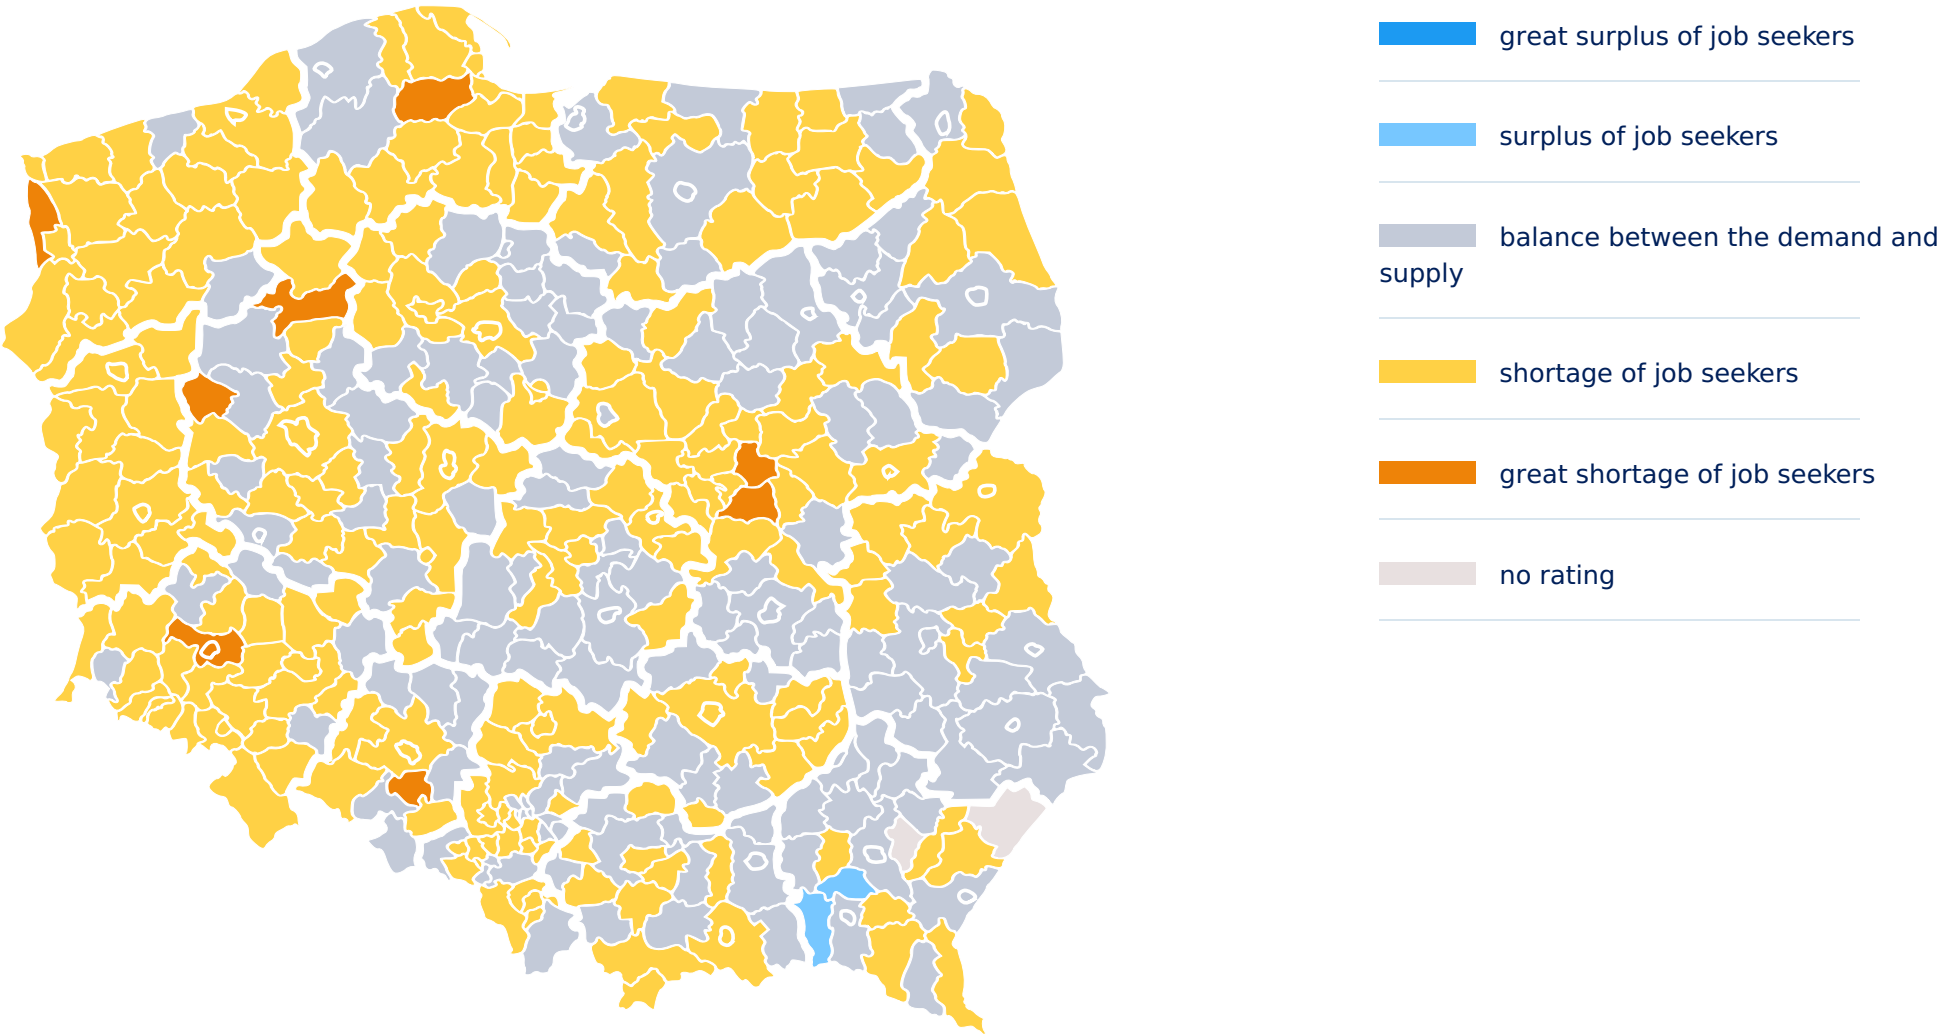 great surplus of job seekers
surplus of job seekers
balance between the demand and
supply
shortage of job seekers
great shortage of job seekers
no rating